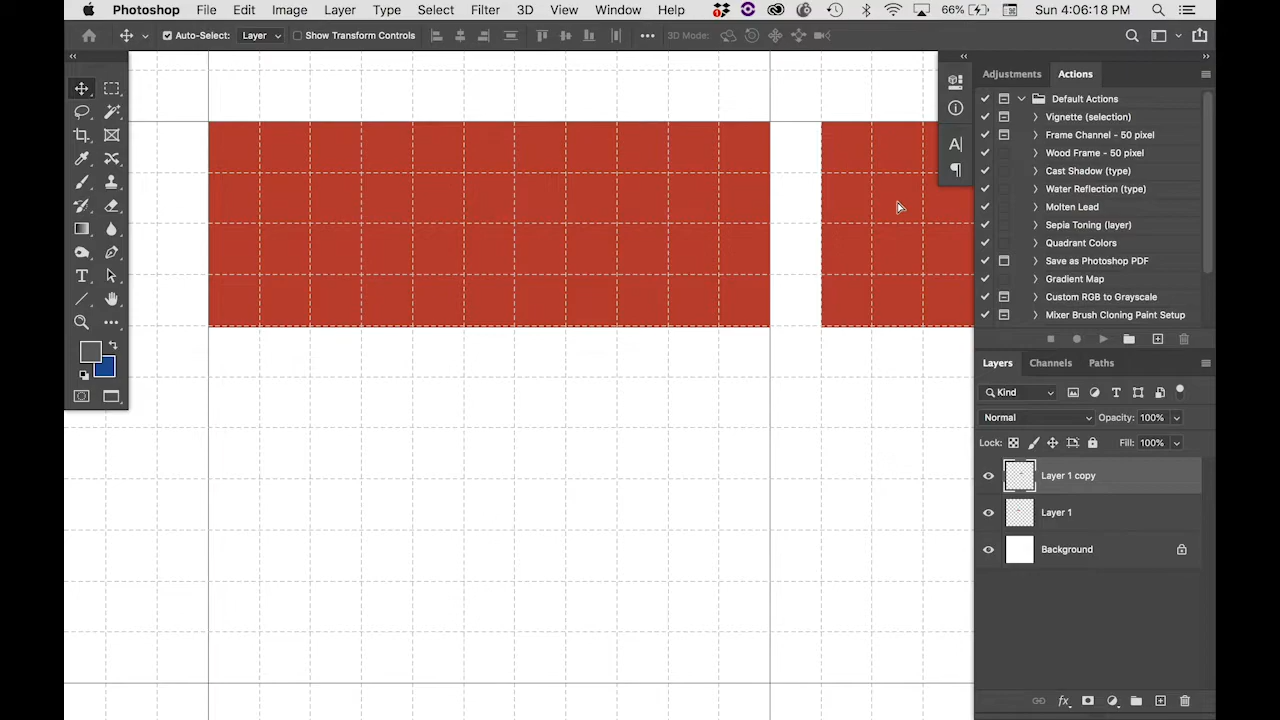 Photoshop File Edit Image Layer Type Select Filter 3D View Window Help 66% Sun 4:06:18 PM
Auto-Select: Layer Show Transform Controls 3D Mode:
Adjustments Actions
Default Actions
Vignette (selection)
Frame Channel - 50 pixel
Wood Frame - 50 pixel
Cast Shadow (type)
Water Reflection (type)
Molten Lead
Sepia Toning (layer)
Quadrant Colors
Save as Photoshop PDF
Gradient Map
Custom RGB to Grayscale
Mixer Brush Cloning Paint Setup
Layers Channels Paths
Kind
Normal Opacity: 100%
Lock: Fill: 100%
Layer 1 copy
Layer 1
Background